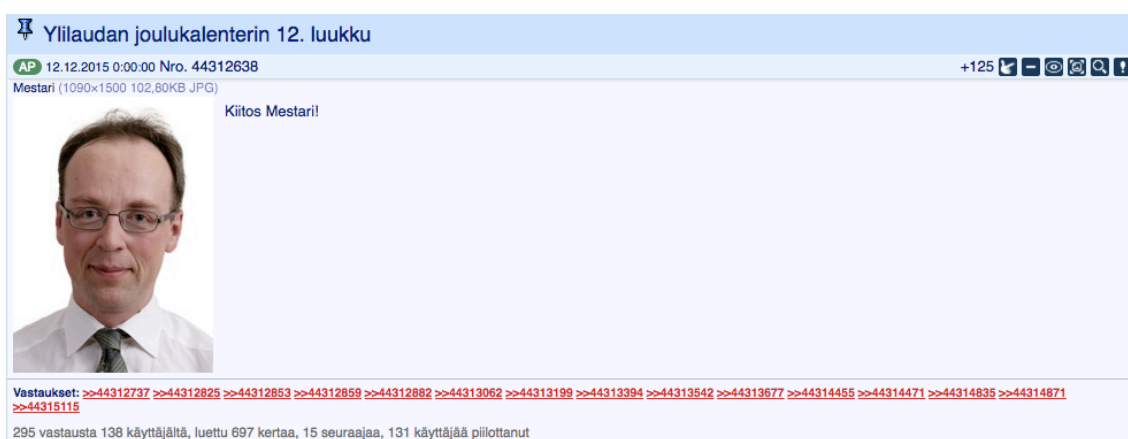 Ylilaudan joulukalenterin 12. luukku
AP 12.12.2015 0:00:00 Nro. 44312638 +125
Mestari (1090×1500 102,80KB JPG)
Kiitos Mestari!
Vastaukset: >>44312737 >>44312825 >>44312853 >>44312859 >>44312882 >>44313062 >>44313199 >>44313394 >>44313542 >>44313677 >>44314455 >>44314471 >>44314835 >>44314871
>>44315115
295 vastausta 138 käyttäjältä, luettu 697 kertaa, 15 seuraajaa, 131 käyttäjää piilottanut